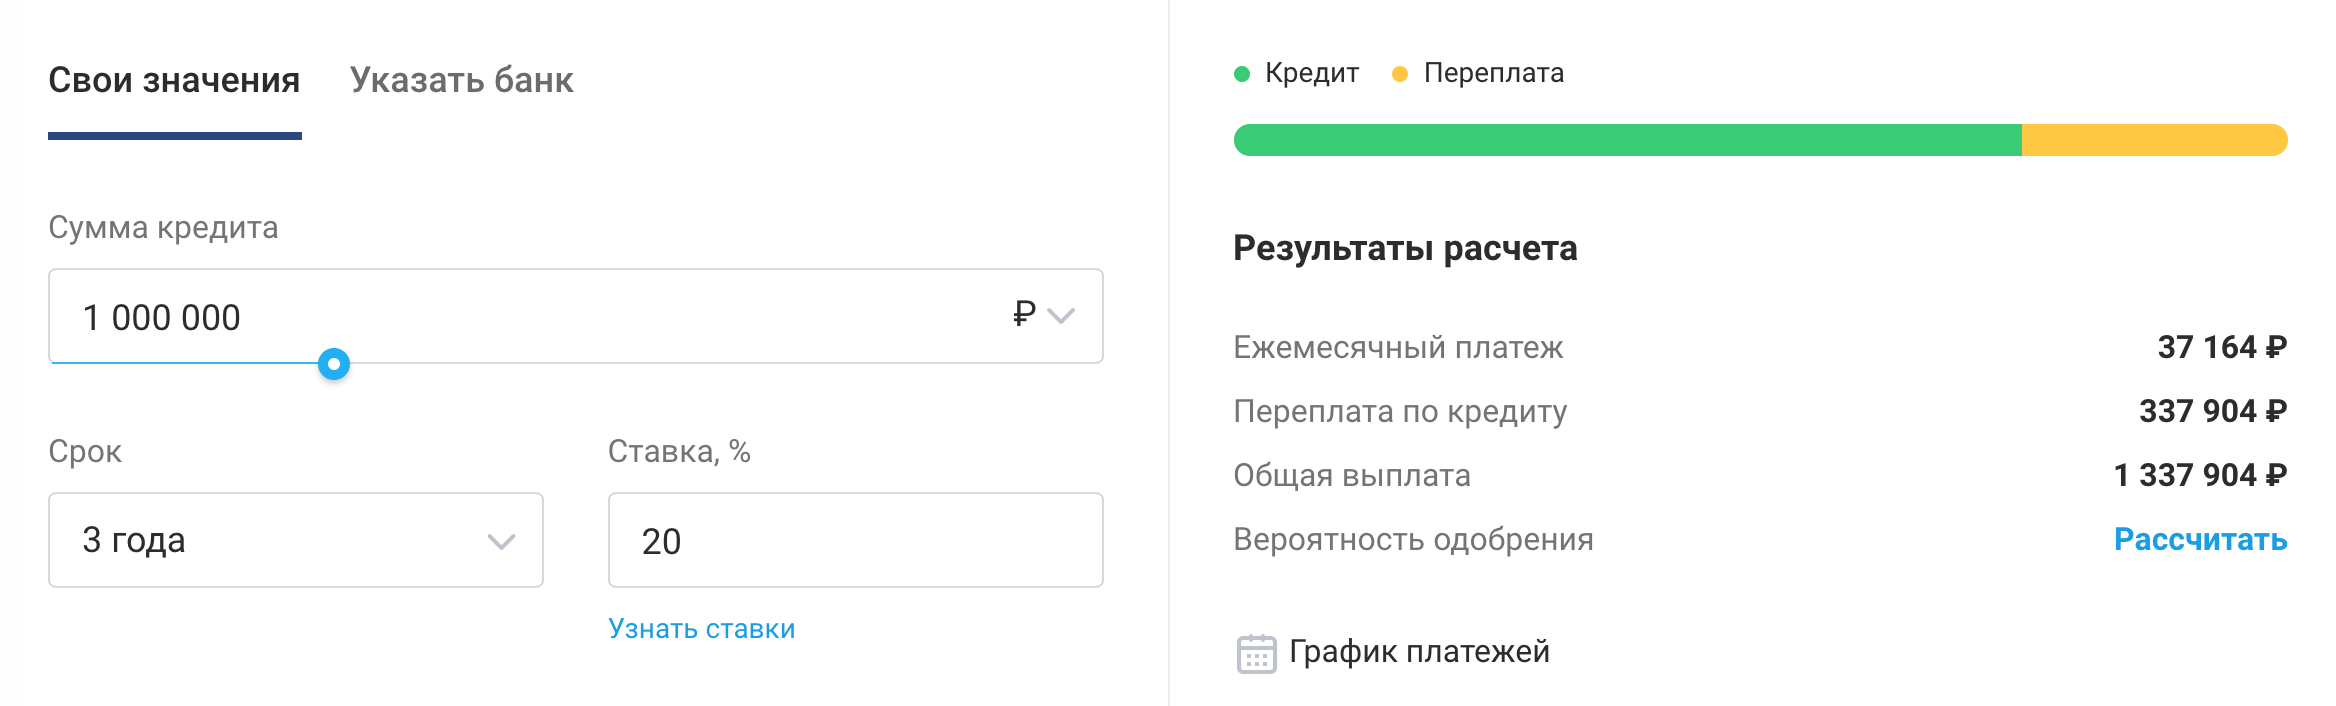 Свои значения
Указать банк
Сумма кредита
1 000 000 ₽
Срок
3 года
Ставка, %
20
Узнать ставки
Кредит
Переплата
Результаты расчета
Ежемесячный платеж 37 164 ₽
Переплата по кредиту 337 904 ₽
Общая выплата 1 337 904 ₽
Вероятность одобрения Рассчитать
График платежей